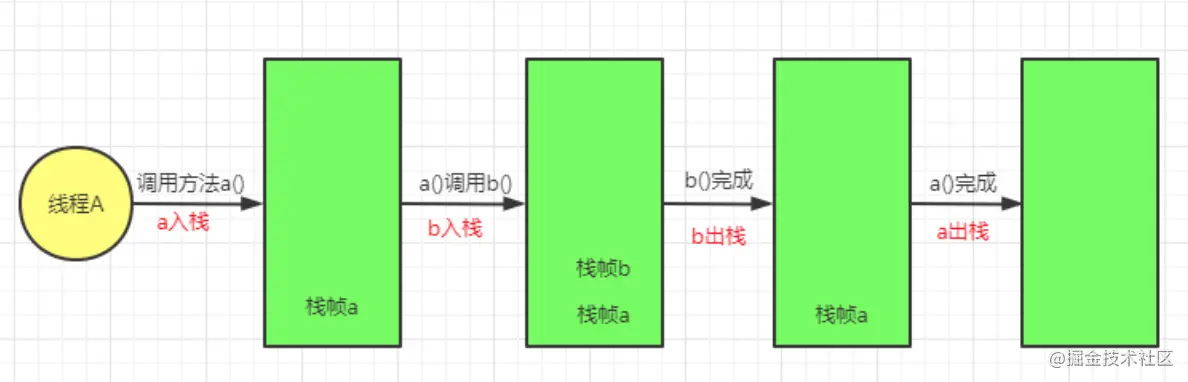 线程A
调用方法a()
a入栈
栈帧a
a()调用b()
b入栈
栈帧b
栈帧a
b()完成
b出栈
栈帧a
a()完成
a出栈
@掘金技术社区